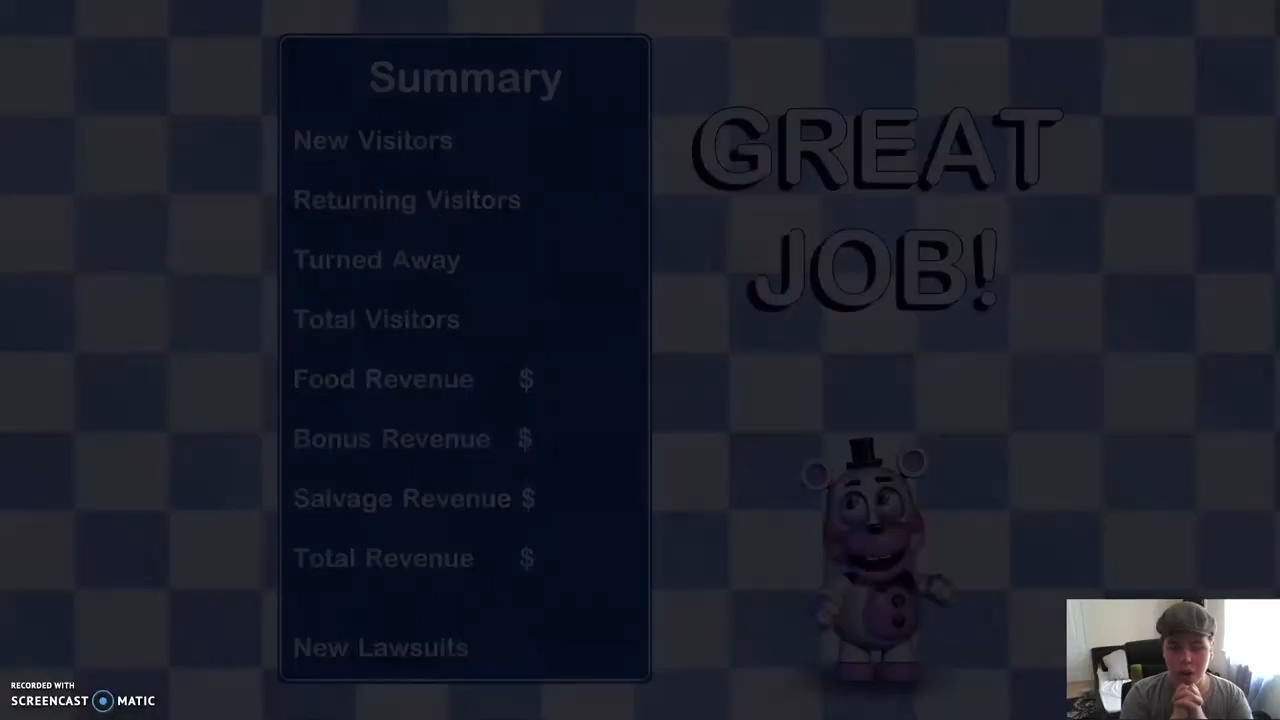 Summary
New Visitors
Returning Visitors
Turned Away
Total Visitors
Food Revenue $
Bonus Revenue $
Salvage Revenue $
Total Revenue $
New Lawsuits
GREAT
JOB!
RECORDED WITH
SCREENCAST MATIC